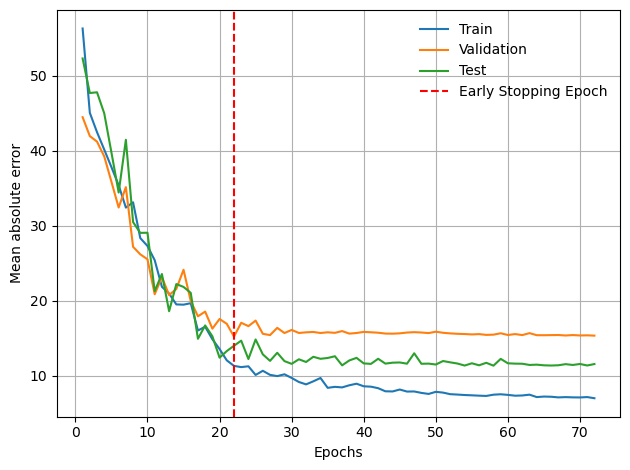 Train
Validation
Test
Early Stopping Epoch
Mean absolute error
50
40
30
20
10
0 10 20 30 40 50 60 70
Epochs